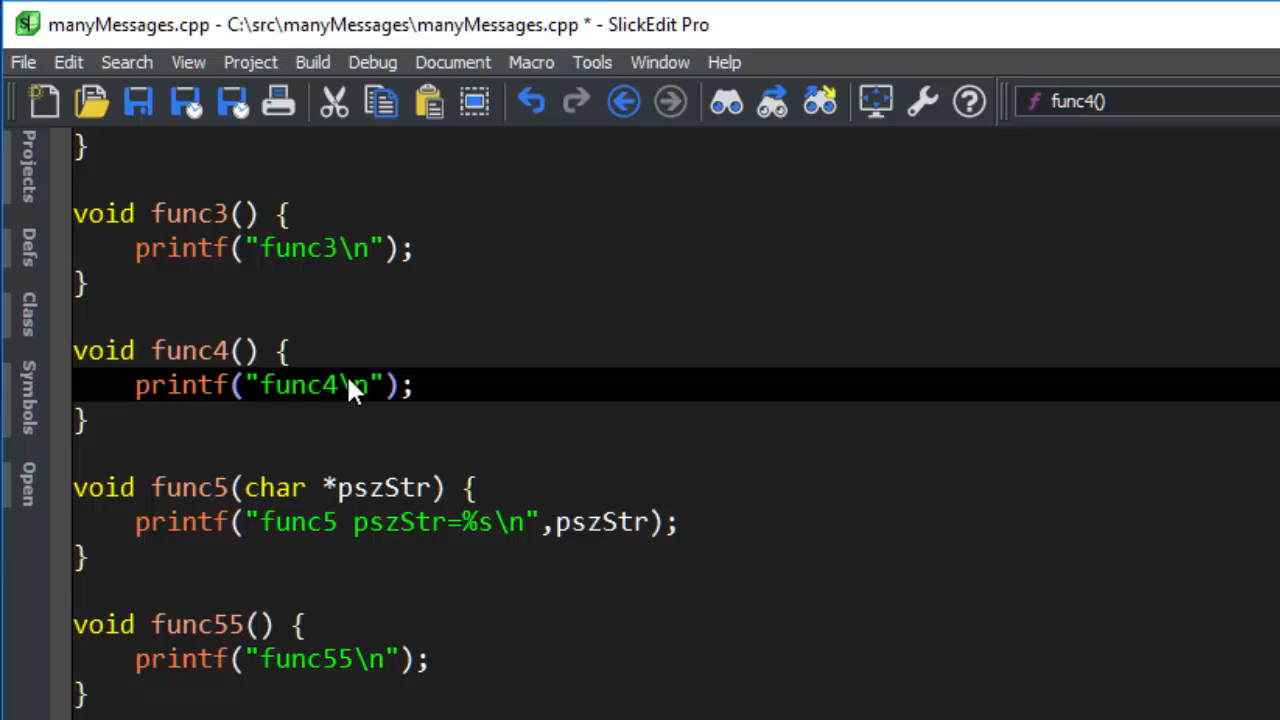 manyMessages.cpp - C:\src\manyMessages\manyMessages.cpp * - SlickEdit Pro
File Edit Search View Project Build Debug Document Macro Tools Window Help
func4()
Projects
Defs
Class
Symbols
Open
}
void func3() {
    printf("func3\n");
}
void func4() {
    printf("func4\n");
}
void func5(char *pszStr) {
    printf("func5 pszStr=%s\n",pszStr);
}
void func55() {
    printf("func55\n");
}